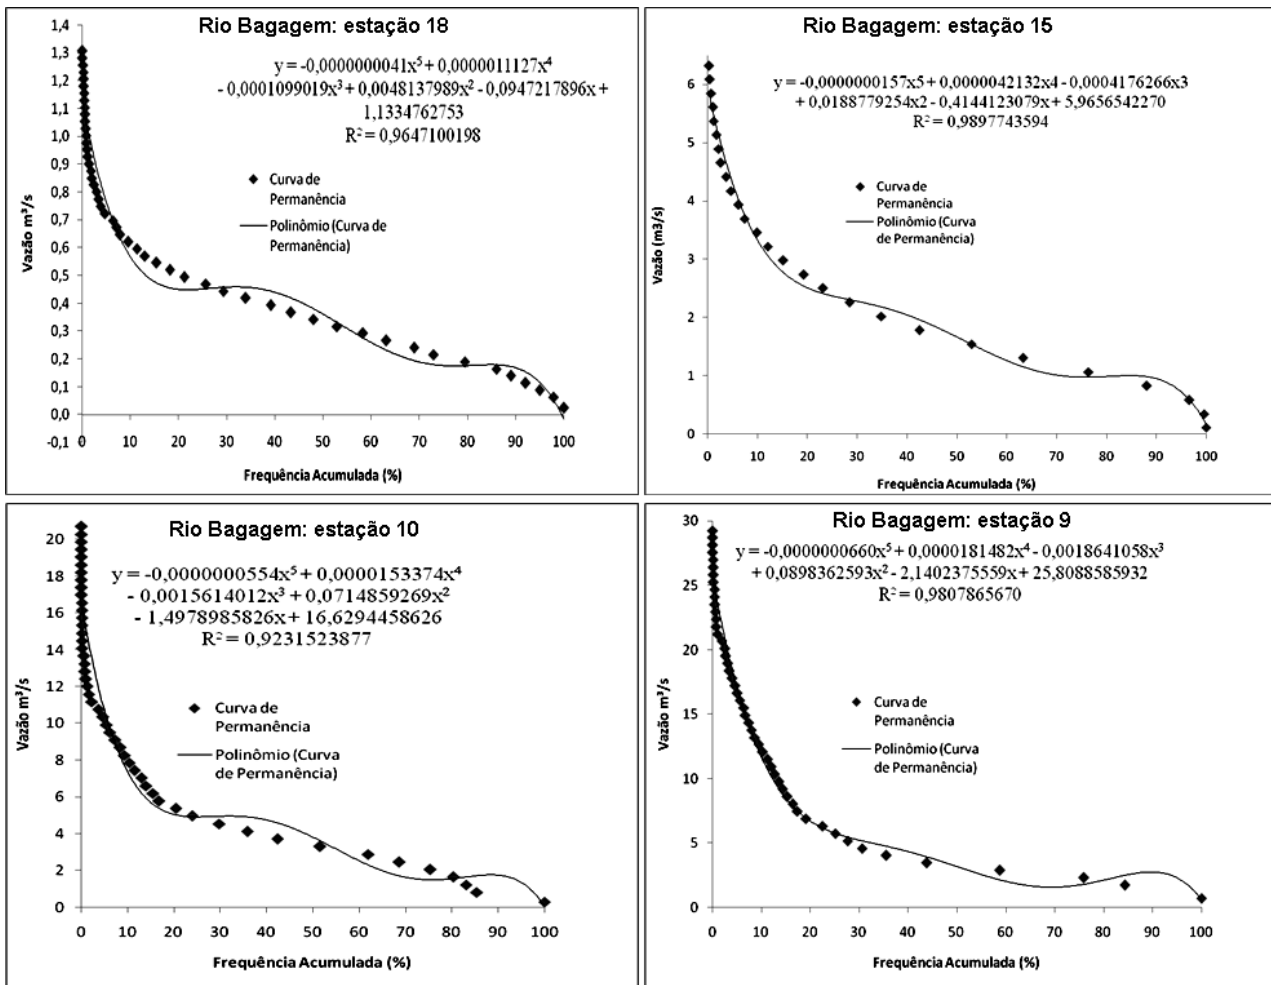 Rio Bagagem: estação 18
y = -0,0000000041x⁵ + 0,0000011127x⁴
- 0,0001099019x³ + 0,0048137989x² - 0,0947217896x +
1,1334762753
R² = 0,9647100198
Curva de
Permanência
Polinômio (Curva de
Permanência)
Vazão m³/s
1,4
1,3
1,2
1,1
1,0
0,9
0,8
0,7
0,6
0,5
0,4
0,3
0,2
0,1
0,0
-0,1
0 10 20 30 40 50 60 70 80 90 100
Frequência Acumulada (%)
Rio Bagagem: estação 15
y = -0,0000000157x5 + 0,0000042132x4 - 0,0004176266x3
+ 0,0188779254x2 - 0,4144123079x + 5,9656542270
R² = 0,9897743594
Curva de
Permanência
Polinômio (Curva
de Permanência)
Vazão (m3/s)
6
5
4
3
2
1
0
0 10 20 30 40 50 60 70 80 90 100
Frequência Acumulada (%)
Rio Bagagem: estação 10
y = -0,0000000554x⁵ + 0,0000153374x⁴
- 0,0015614012x³ + 0,0714859269x²
- 1,4978985826x + 16,6294458626
R² = 0,9231523877
Curva de
Permanência
Polinômio (Curva
de Permanência)
Vazão m³/s
20
18
16
14
12
10
8
6
4
2
0
0 10 20 30 40 50 60 70 80 90 100
Frequência Acumulada (%)
Rio Bagagem: estação 9
y = -0,0000000660x⁵ + 0,0000181482x⁴ - 0,0018641058x³
+ 0,0898362593x² - 2,1402375559x + 25,8088585932
R² = 0,9807865670
Curva de
Permanência
Polinômio (Curva
de Permanência)
Vazão m³/s
30
25
20
15
10
5
0
0 10 20 30 40 50 60 70 80 90 100
Frequência Acumulada (%)